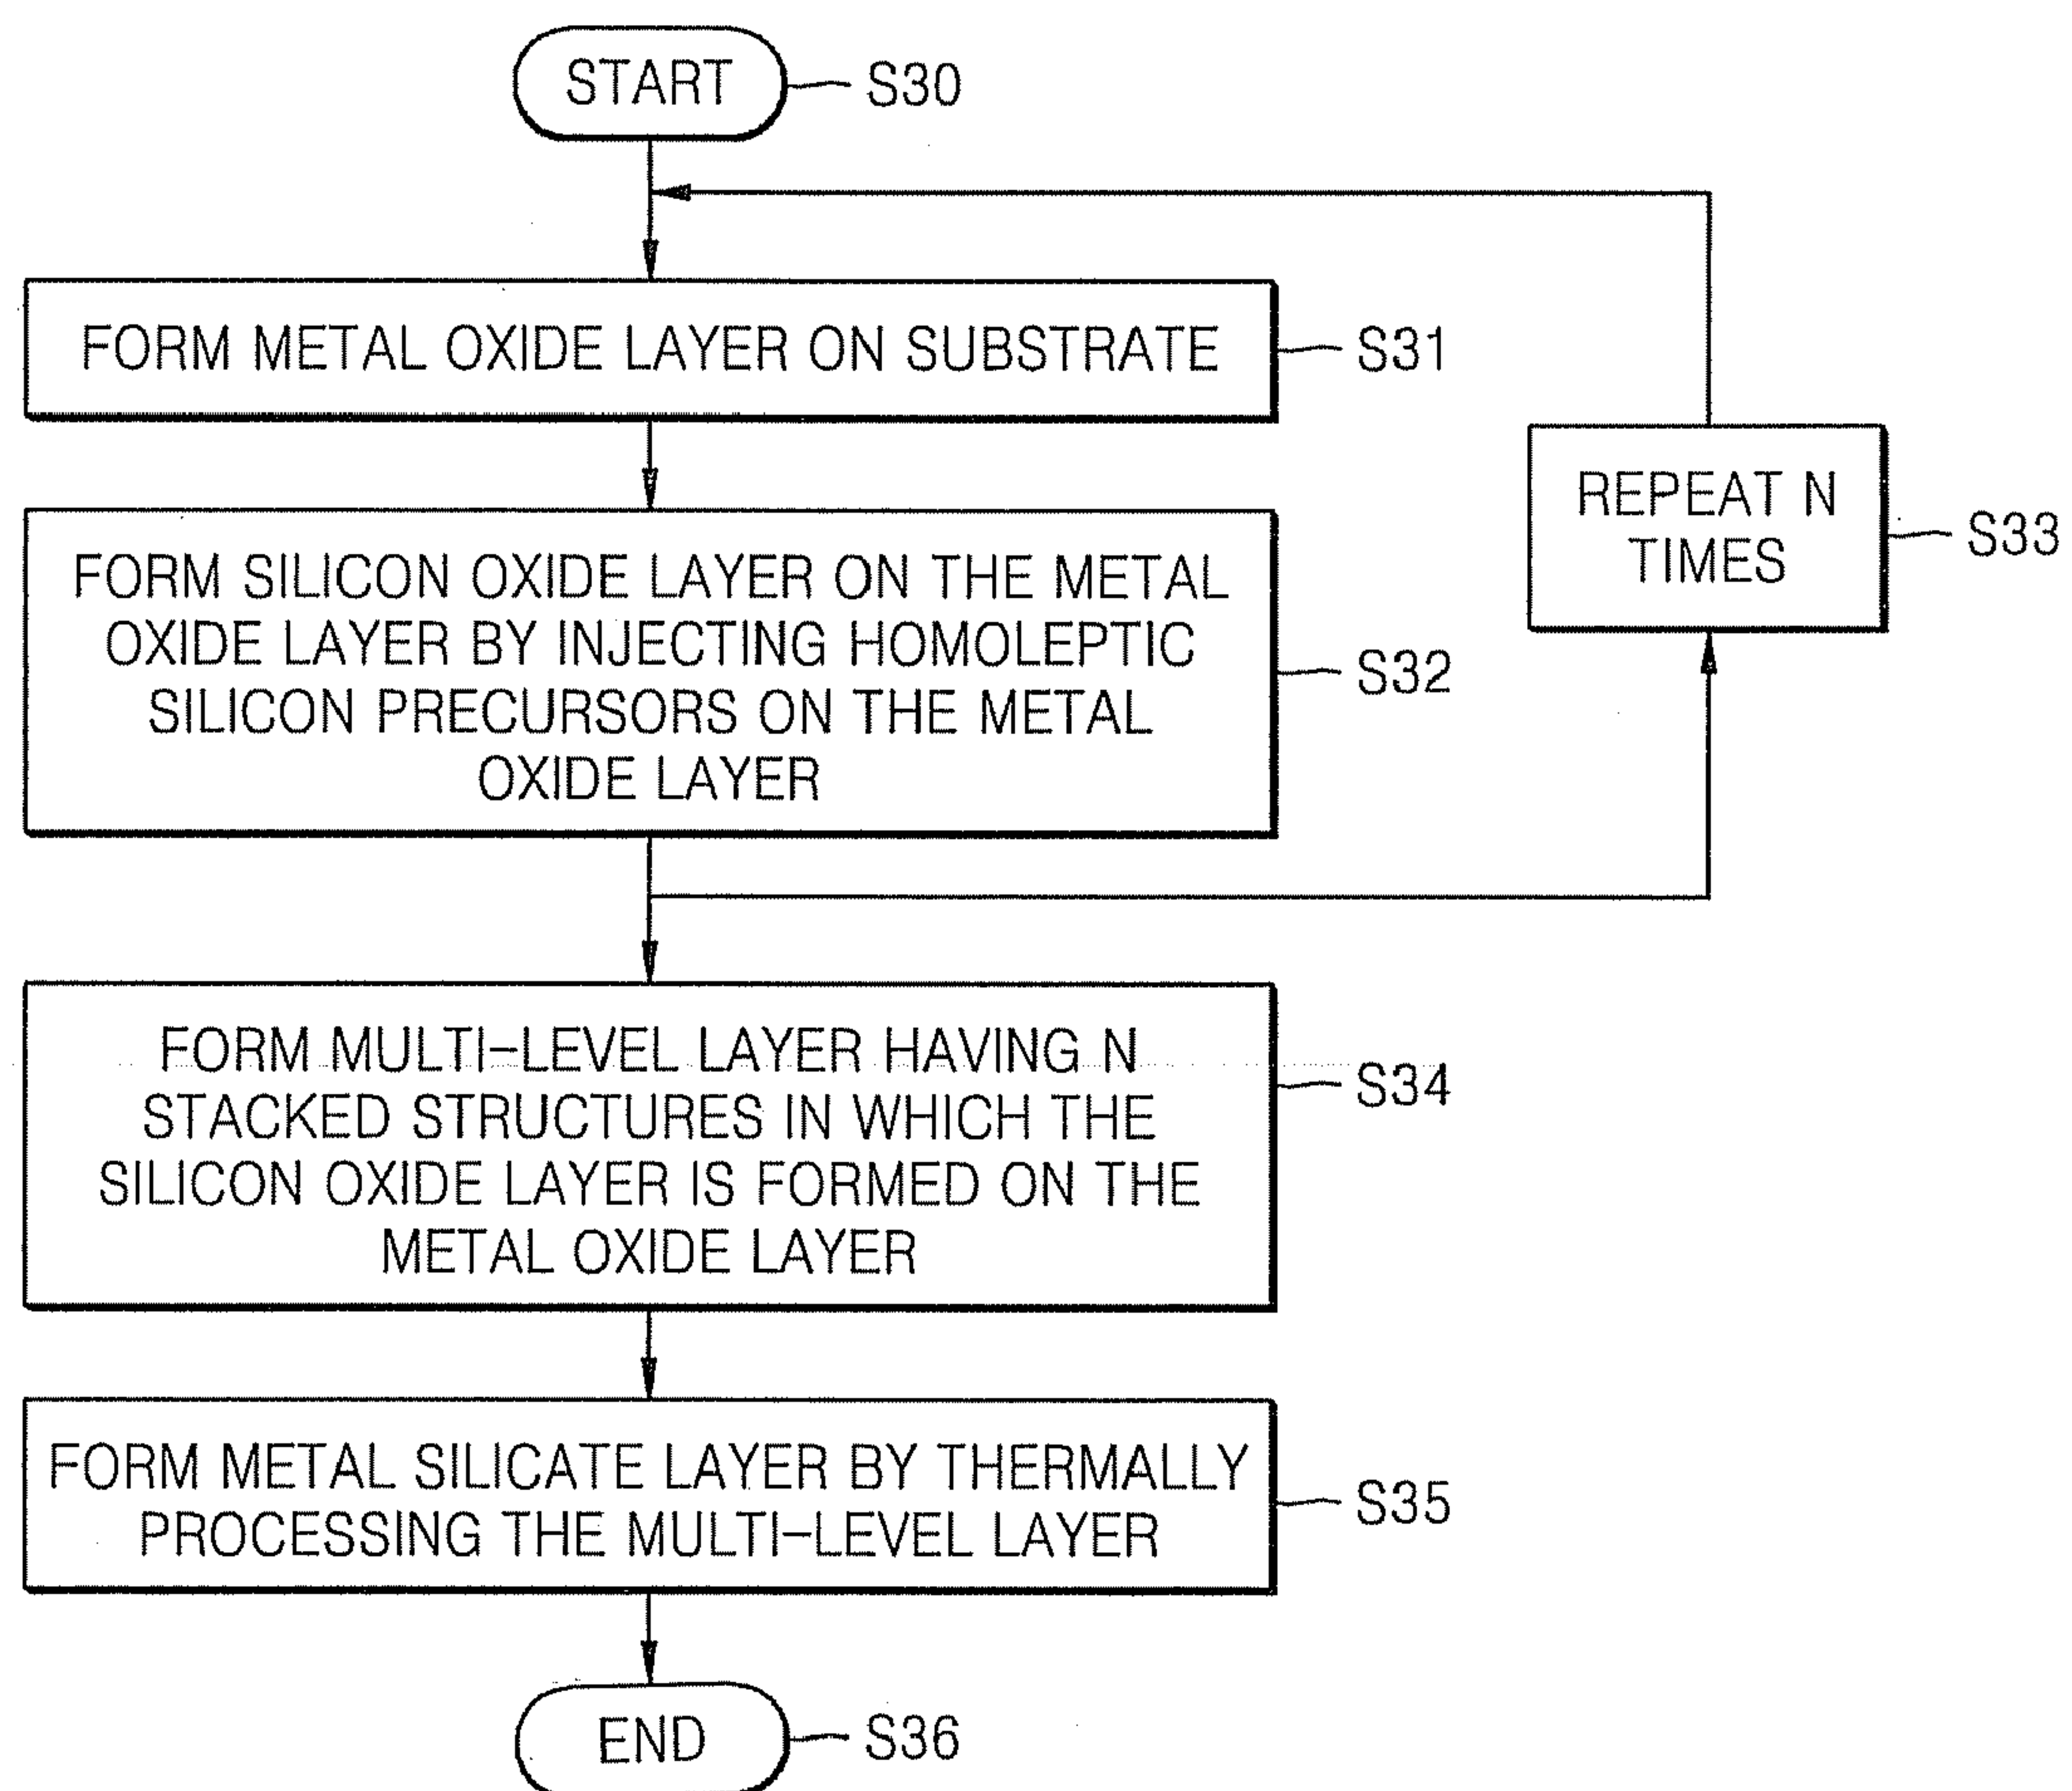 START
S30
FORM METAL OXIDE LAYER ON SUBSTRATE
S31
REPEAT N
TIMES
S33
FORM SILICON OXIDE LAYER ON THE METAL
OXIDE LAYER BY INJECTING HOMOLEPTIC
SILICON PRECURSORS ON THE METAL
OXIDE LAYER
S32
FORM MULTI-LEVEL LAYER HAVING N
STACKED STRUCTURES IN WHICH THE
SILICON OXIDE LAYER IS FORMED ON THE
METAL OXIDE LAYER
S34
FORM METAL SILICATE LAYER BY THERMALLY
PROCESSING THE MULTI-LEVEL LAYER
S35
END
S36